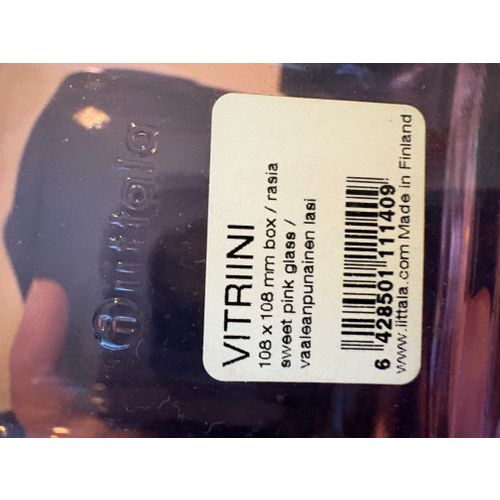 iittala
VITRIINI
108 x 108 mm box / rasia
sweet pink glass /
vaaleanpunainen lasi
6 428501 111409
www.iittala.com Made in Finland